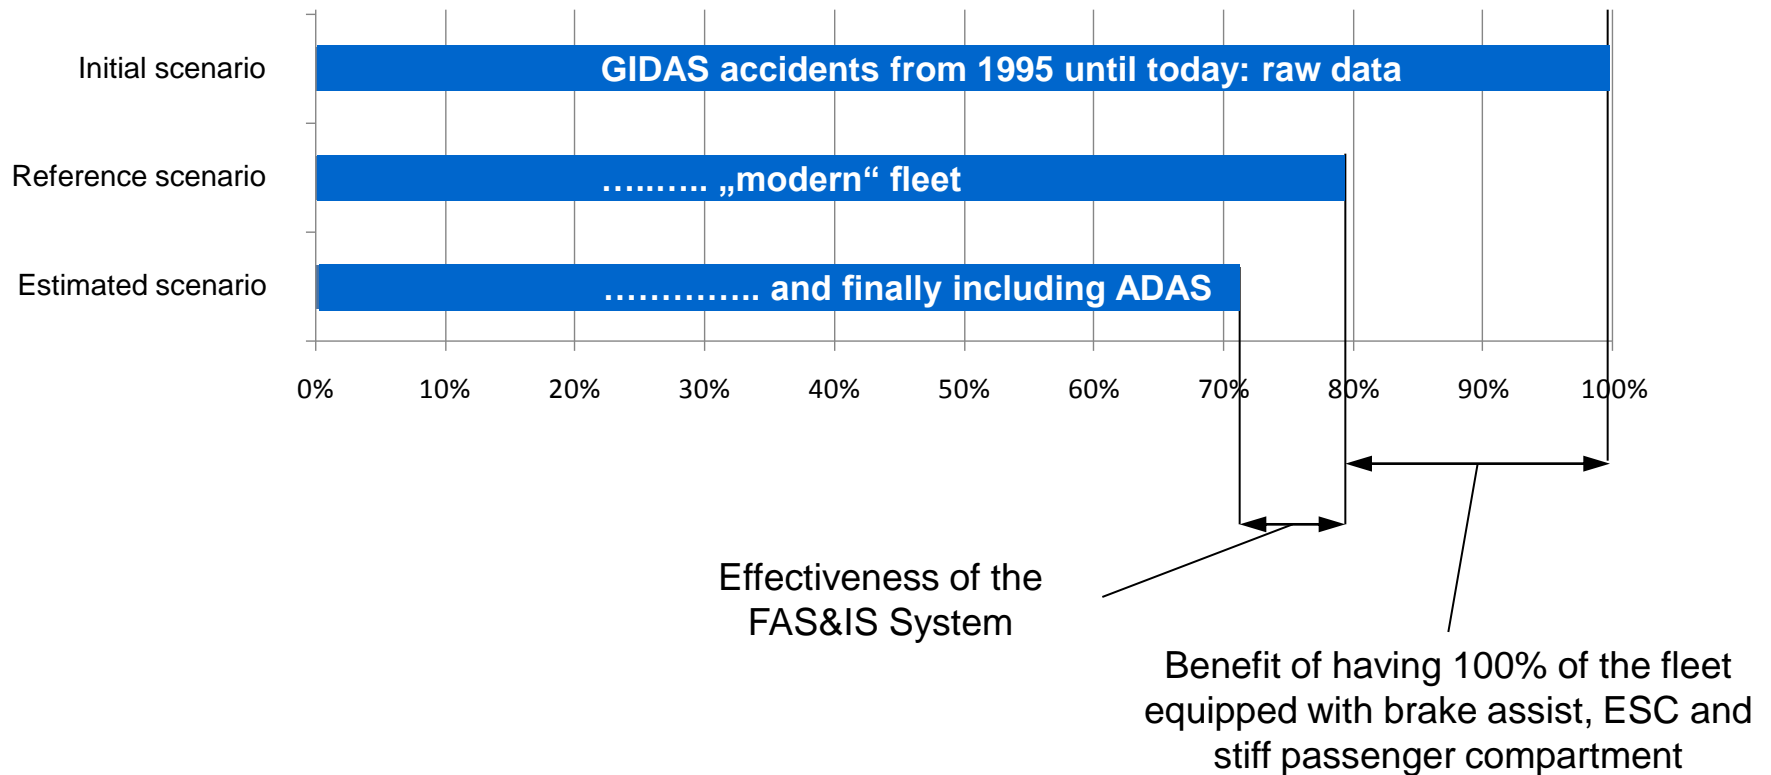 Initial scenario
GIDAS accidents from 1995 until today: raw data
Reference scenario
…..….. „modern“ fleet
Estimated scenario
………….. and finally including ADAS
0% 10% 20% 30% 40% 50% 60% 70% 80% 90% 100%
Effectiveness of the
FAS&IS System
Benefit of having 100% of the fleet
equipped with brake assist, ESC and
stiff passenger compartment